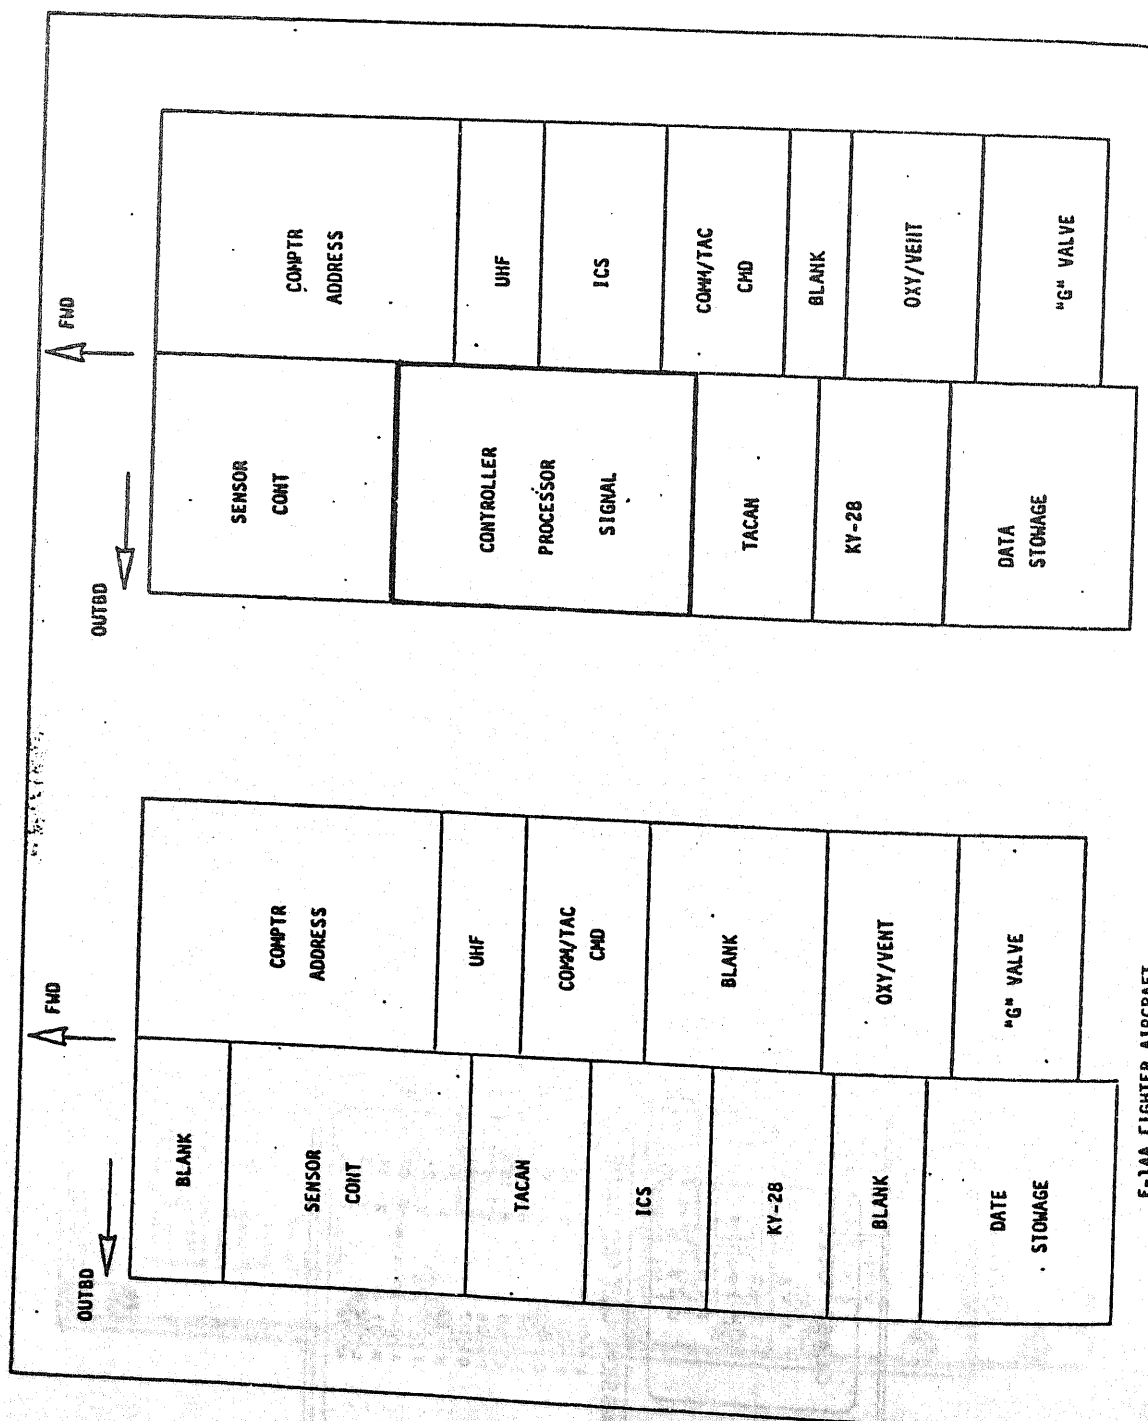 FWD
OUTBD
COMPTR
ADDRESS
UHF
ICS
COMM/TAC
CMD
BLANK
OXY/VENT
"G" VALVE
SENSOR
CONT
CONTROLLER
PROCESSOR
SIGNAL
TACAN
KY-28
DATA
STOWAGE
FWD
OUTBD
COMPTR
ADDRESS
UHF
COMM/TAC
CMD
BLANK
OXY/VENT
"G" VALVE
BLANK
SENSOR
CONT
TACAN
ICS
KY-28
BLANK
DATE
STOWAGE
F-14A FIGHTER AIRCRAFT